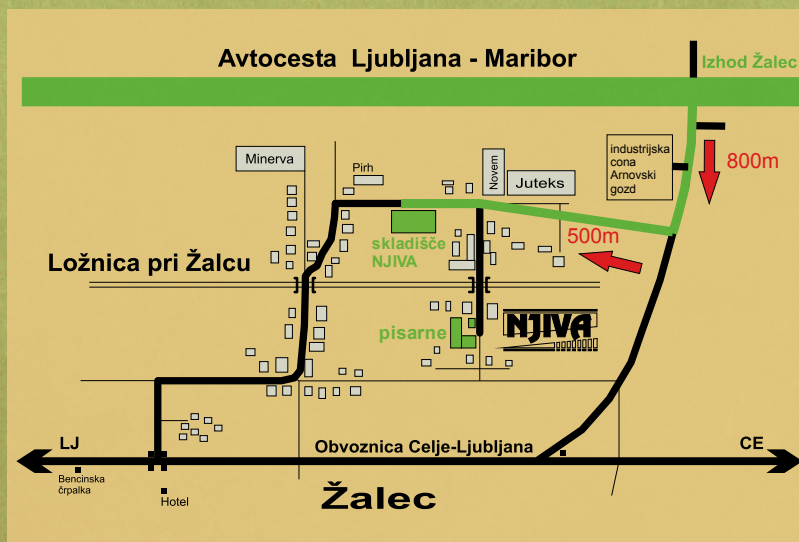 Avtocesta Ljubljana - Maribor
Izhod Žalec
Minerva
Pirh
Novem
Juteks
industrijska
cona
Arnovski
gozd
800m
skladišče
NJIVA
500m
Ložnica pri Žalcu
pisarne
NJIVA
LJ
Obvoznica Celje-Ljubljana
CE
Bencinska
črpalka
Hotel
Žalec